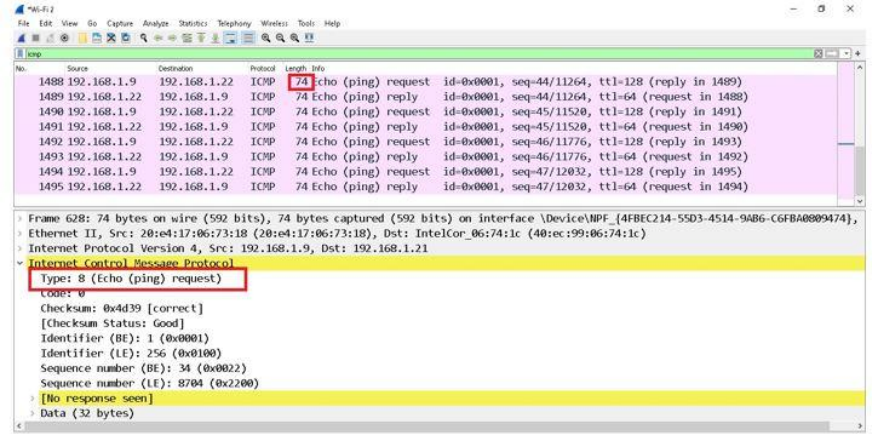 *Wi-Fi 2
File Edit View Go Capture Analyze Statistics Telephony Wireless Tools Help
icmp
No. Source Destination Protocol Length Info
1488 192.168.1.9 192.168.1.22 ICMP 74 Echo (ping) request id=0x0001, seq=44/11264, ttl=128 (reply in 1489)
1489 192.168.1.22 192.168.1.9 ICMP 74 Echo (ping) reply id=0x0001, seq=44/11264, ttl=64 (request in 1488)
1490 192.168.1.9 192.168.1.22 ICMP 74 Echo (ping) request id=0x0001, seq=45/11520, ttl=128 (reply in 1491)
1491 192.168.1.22 192.168.1.9 ICMP 74 Echo (ping) reply id=0x0001, seq=45/11520, ttl=64 (request in 1490)
1492 192.168.1.9 192.168.1.22 ICMP 74 Echo (ping) request id=0x0001, seq=46/11776, ttl=128 (reply in 1493)
1493 192.168.1.22 192.168.1.9 ICMP 74 Echo (ping) reply id=0x0001, seq=46/11776, ttl=64 (request in 1492)
1494 192.168.1.9 192.168.1.22 ICMP 74 Echo (ping) request id=0x0001, seq=47/12032, ttl=128 (reply in 1495)
1495 192.168.1.22 192.168.1.9 ICMP 74 Echo (ping) reply id=0x0001, seq=47/12032, ttl=64 (request in 1494)
Frame 628: 74 bytes on wire (592 bits), 74 bytes captured (592 bits) on interface \Device\NPF_{4FBEC214-55D3-4514-9AB6-C6FBA0809474},
Ethernet II, Src: 20:e4:17:06:73:18 (20:e4:17:06:73:18), Dst: IntelCor_06:74:1c (40:ec:99:06:74:1c)
Internet Protocol Version 4, Src: 192.168.1.9, Dst: 192.168.1.21
Internet Control Message Protocol
Type: 8 (Echo (ping) request)
Code: 0
Checksum: 0x4d39 [correct]
[Checksum Status: Good]
Identifier (BE): 1 (0x0001)
Identifier (LE): 256 (0x0100)
Sequence number (BE): 34 (0x0022)
Sequence number (LE): 8704 (0x2200)
[No response seen]
Data (32 bytes)